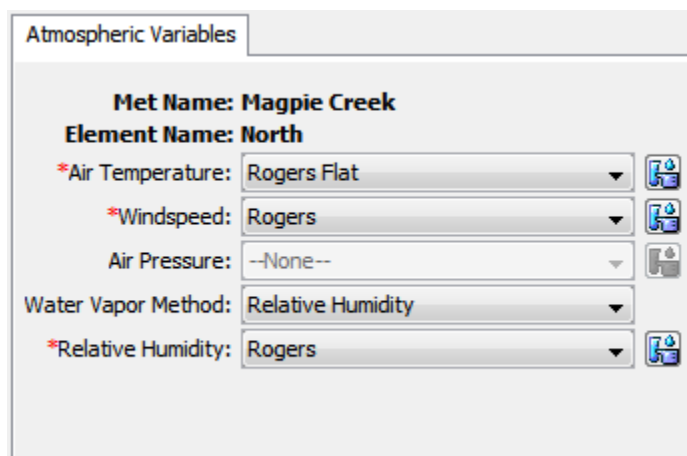 Atmospheric Variables
Met Name: Magpie Creek
Element Name: North
*Air Temperature: Rogers Flat
*Windspeed: Rogers
Air Pressure: --None--
Water Vapor Method: Relative Humidity
*Relative Humidity: Rogers